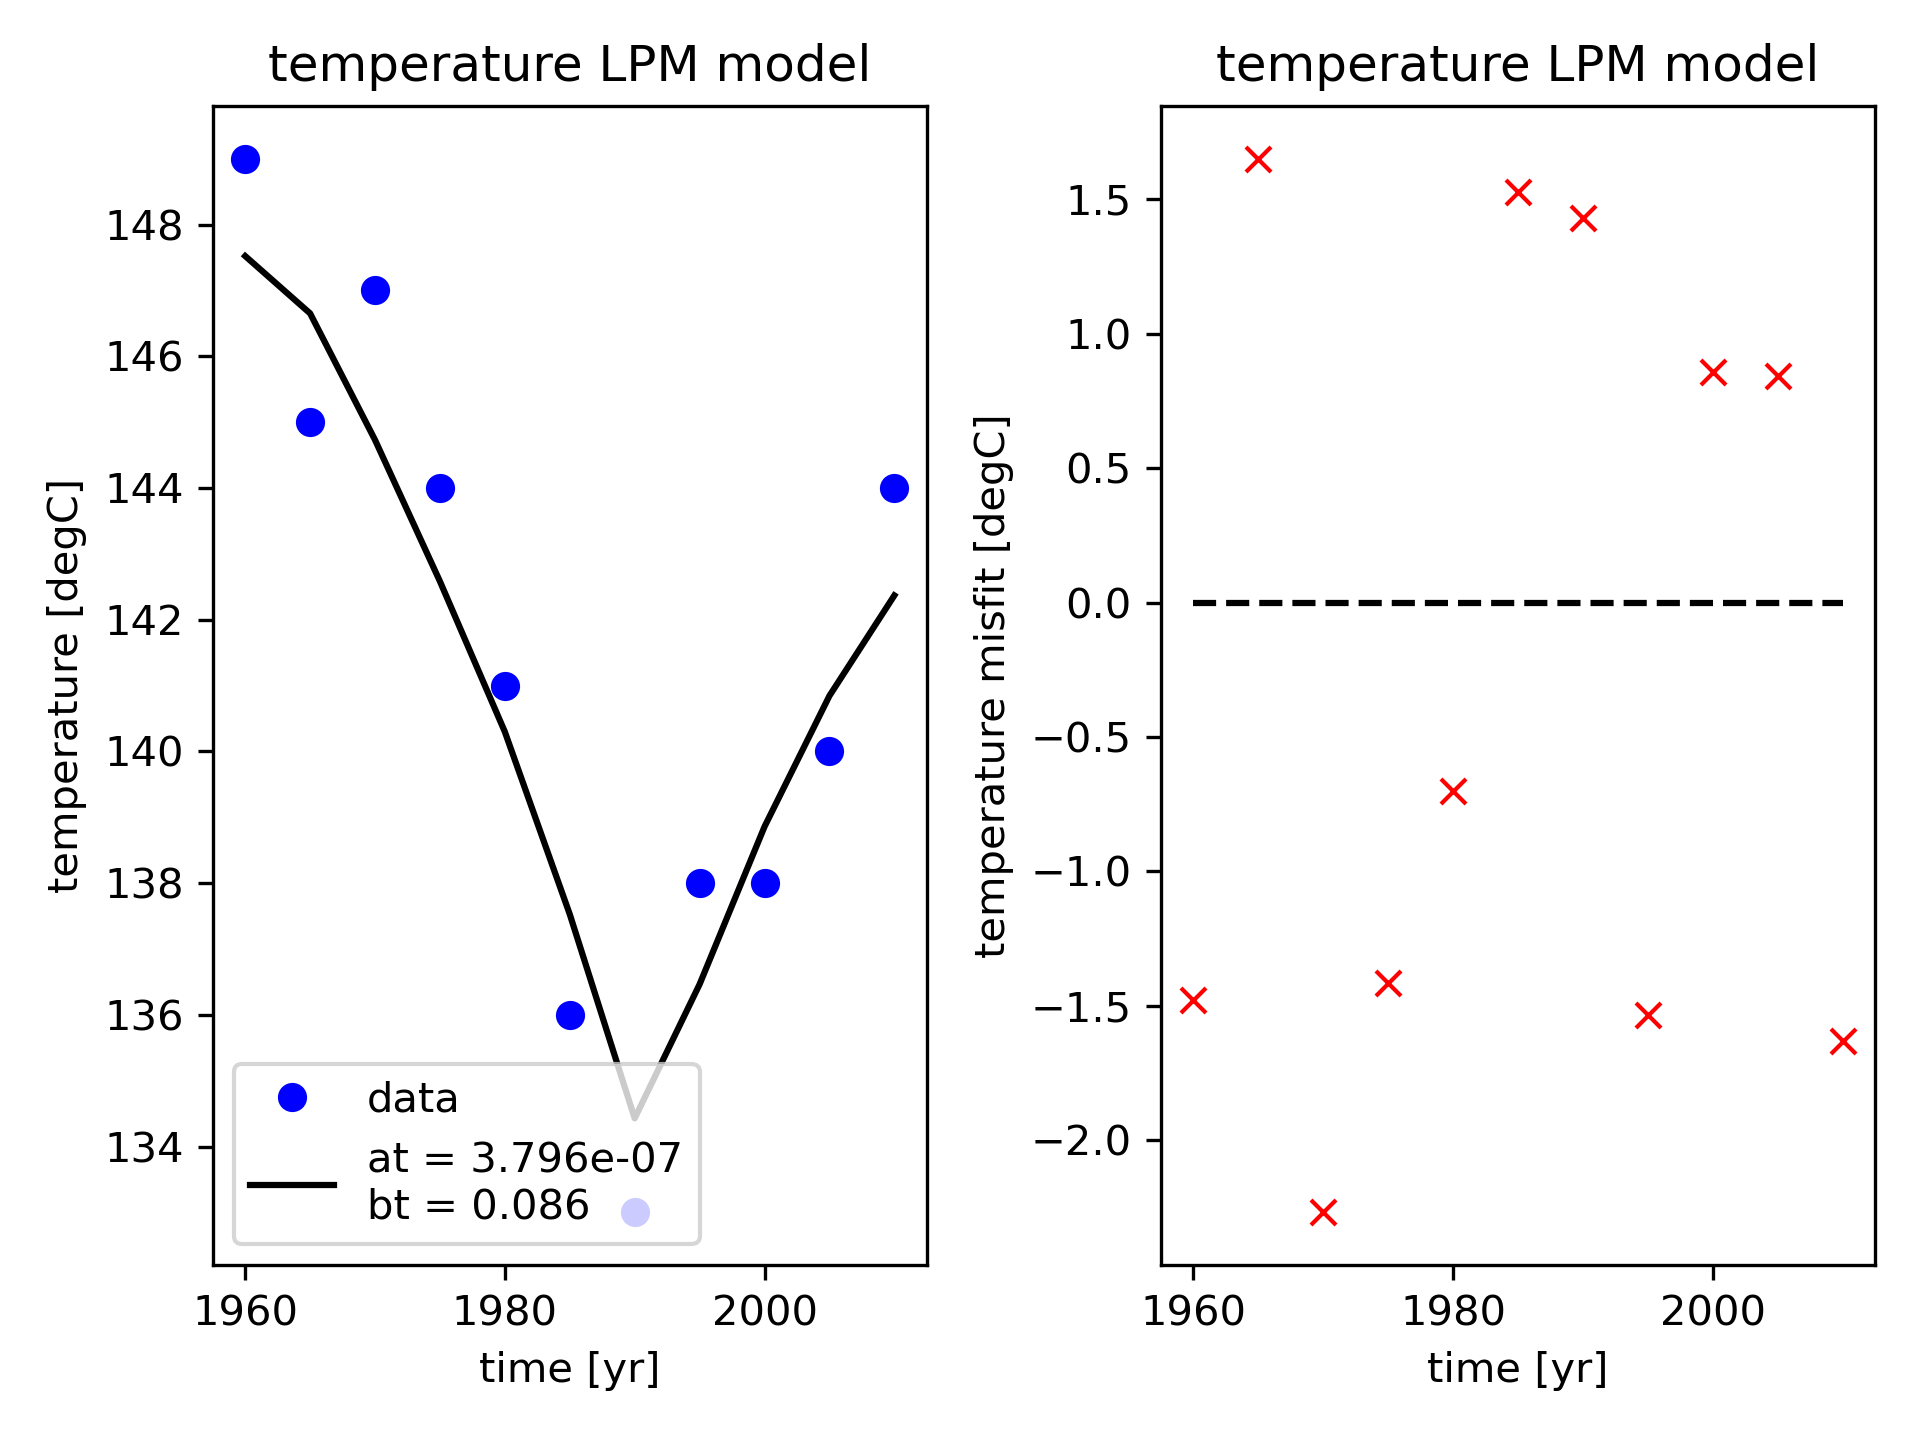 temperature LPM model
temperature [degC]
148
146
144
142
140
138
136
134
data
at = 3.796e-07
bt = 0.086
1960 1980 2000
time [yr]
temperature LPM model
temperature misfit [degC]
1.5
1.0
0.5
0.0
−0.5
−1.0
−1.5
−2.0
1960 1980 2000
time [yr]